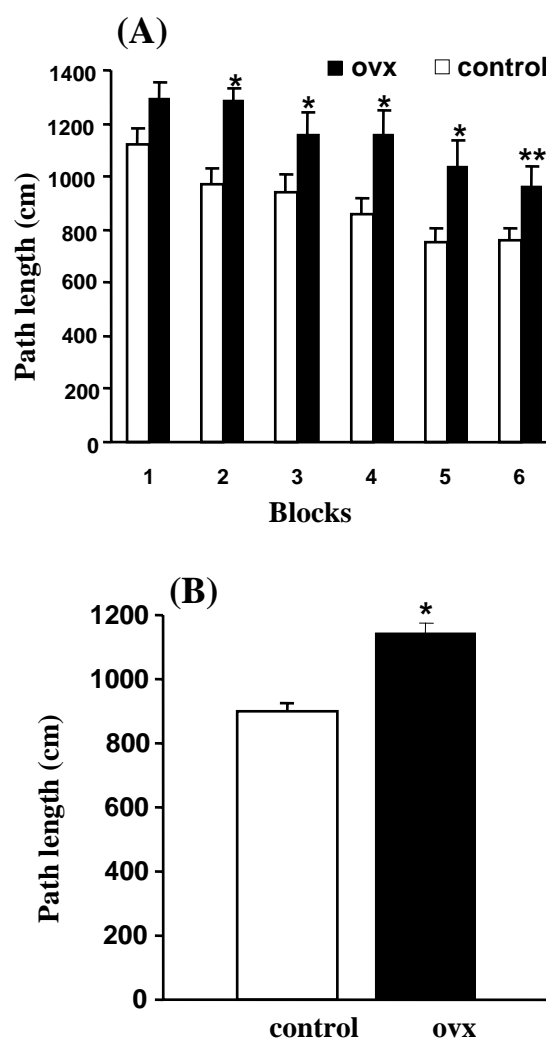 (A)
ovx control
1400
1200
1000
800
600
400
200
0
* * * * **
Path length (cm)
1 2 3 4 5 6
Blocks
(B)
1200
1000
800
600
400
200
0
*
Path length (cm)
control ovx